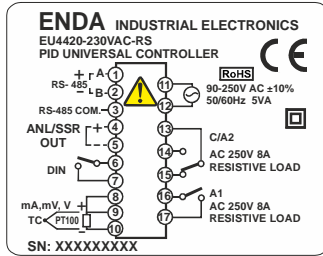 ENDA INDUSTRIAL ELECTRONICS
EU4420-230VAC-RS
PID UNIVERSAL CONTROLLER
CE
RoHS
RS-485
+ A 1
- B 2
RS-485 COM. 3
ANL/SSR OUT
+ 4
- 5
DIN
6
7
mA,mV, V + 8
TC PT100 9
- 10
11
12
90-250V AC ±10%
50/60Hz 5VA
13
C/A2
14
AC 250V 8A
RESISTIVE LOAD
15
16
A1
AC 250V 8A
RESISTIVE LOAD
17
SN: XXXXXXXXX